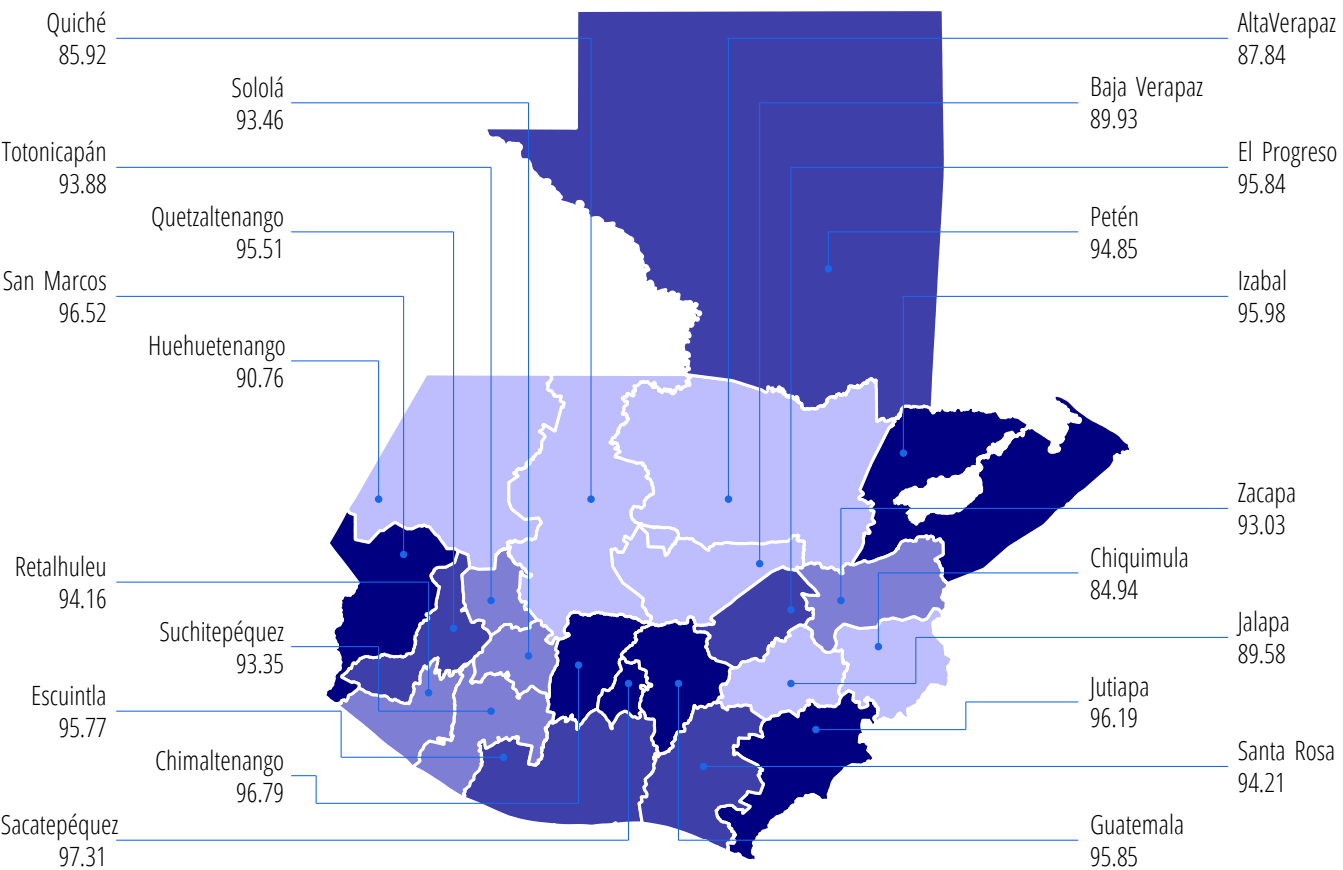 Quiché
85.92
Sololá
93.46
Totonicapán
93.88
Quetzaltenango
95.51
San Marcos
96.52
Huehuetenango
90.76
Retalhuleu
94.16
Suchitepéquez
93.35
Escuintla
95.77
Chimaltenango
96.79
Sacatepéquez
97.31
AltaVerapaz
87.84
Baja Verapaz
89.93
El Progreso
95.84
Petén
94.85
Izabal
95.98
Zacapa
93.03
Chiquimula
84.94
Jalapa
89.58
Jutiapa
96.19
Santa Rosa
94.21
Guatemala
95.85